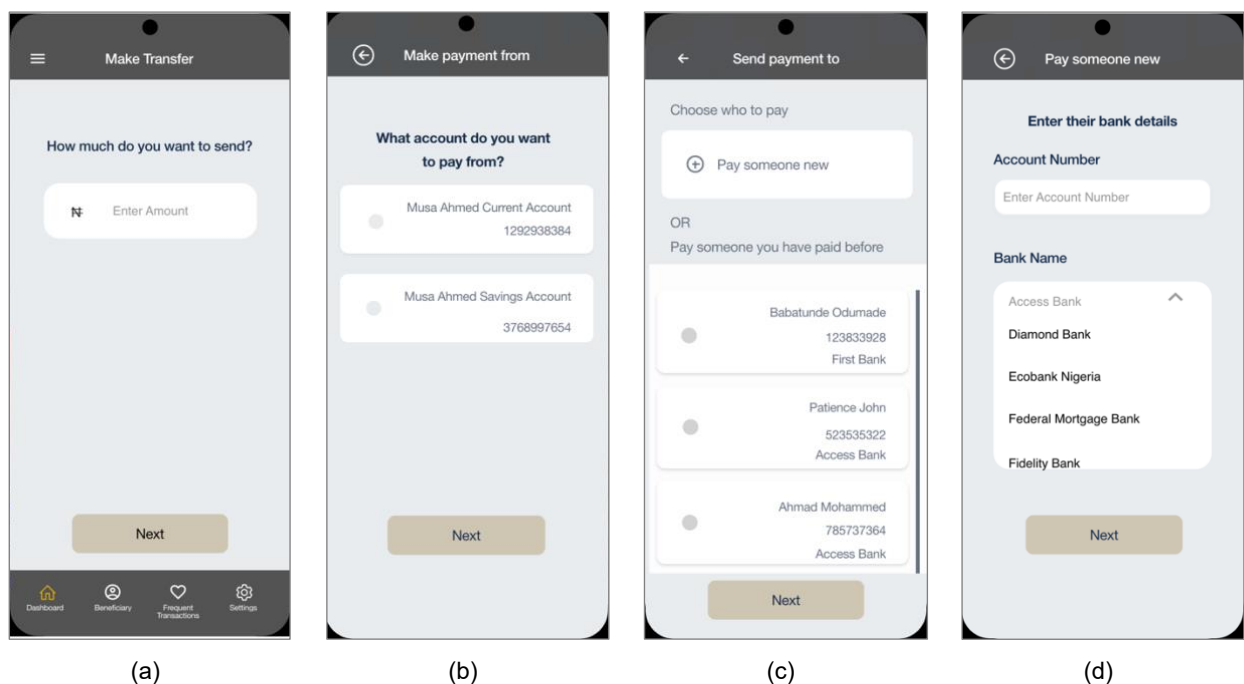 Make Transfer
How much do you want to send?
₦ Enter Amount
Next
Dashboard
Beneficiary
Frequent
Transactions
Settings
(a)
Make payment from
What account do you want
to pay from?
Musa Ahmed Current Account
1292938384
Musa Ahmed Savings Account
3768997654
Next
(b)
Send payment to
Choose who to pay
Pay someone new
OR
Pay someone you have paid before
Babatunde Odumade
123833928
First Bank
Patience John
523535322
Access Bank
Ahmad Mohammed
785737364
Access Bank
Next
(c)
Pay someone new
Enter their bank details
Account Number
Enter Account Number
Bank Name
Access Bank
Diamond Bank
Ecobank Nigeria
Federal Mortgage Bank
Fidelity Bank
Next
(d)